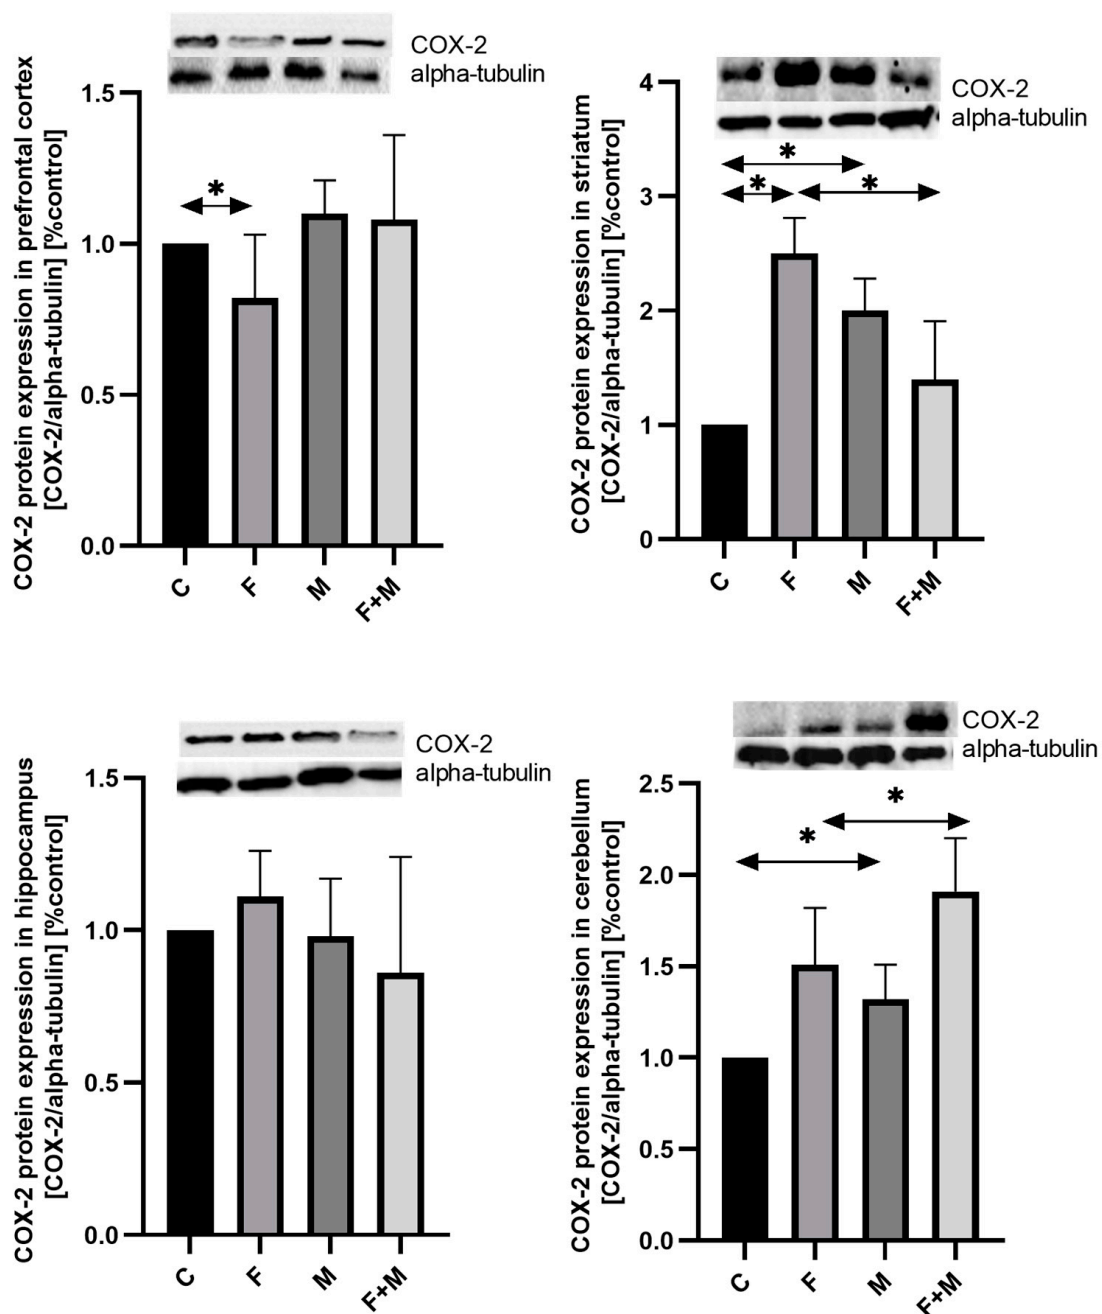 COX-2
alpha-tubulin
COX-2 protein expression in prefrontal cortex
[COX-2/alpha-tubulin] [%control]
1.5
1.0
0.5
0.0
*
C
F
M
F+M
COX-2
alpha-tubulin
COX-2 protein expression in striatum
[COX-2/alpha-tubulin] [%control]
4
3
2
1
0
*
*
*
C
F
M
F+M
COX-2
alpha-tubulin
COX-2 protein expression in hippocampus
[COX-2/alpha-tubulin] [%control]
1.5
1.0
0.5
0.0
C
F
M
F+M
COX-2
alpha-tubulin
COX-2 protein expression in cerebellum
[COX-2/alpha-tubulin] [%control]
2.5
2.0
1.5
1.0
0.5
0.0
*
*
C
F
M
F+M